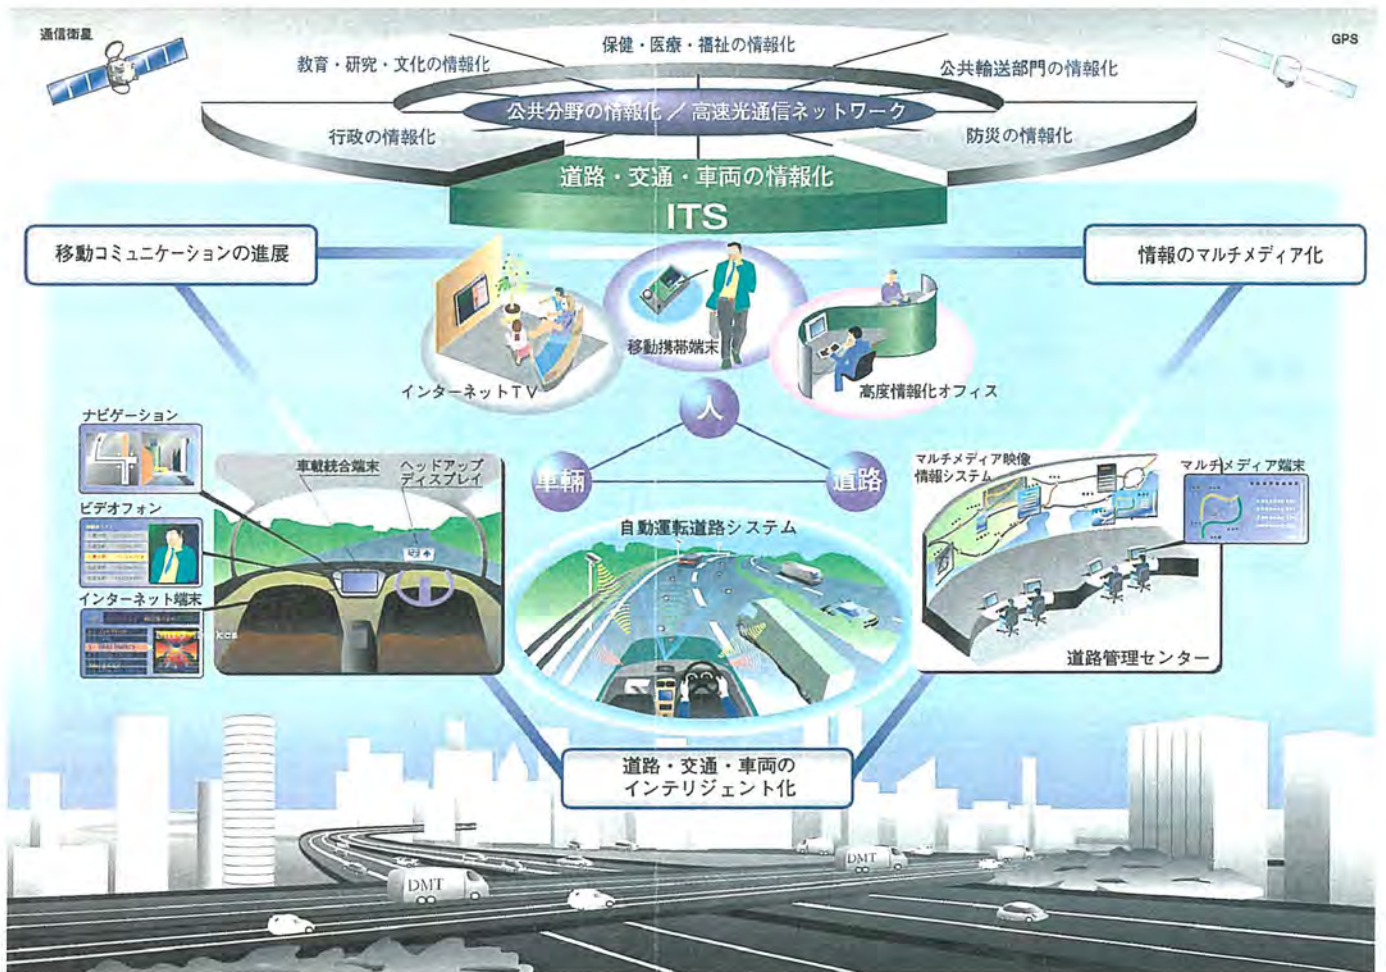 通信衛星
GPS
保健・医療・福祉の情報化
教育・研究・文化の情報化
公共輸送部門の情報化
公共分野の情報化／高速光通信ネットワーク
行政の情報化
防災の情報化
道路・交通・車両の情報化
ITS
移動コミュニケーションの進展
情報のマルチメディア化
移動携帯端末
インターネットTV
高度情報化オフィス
人
車輛
道路
ナビゲーション
車載統合端末
ヘッドアップ
ディスプレイ
ビデオフォン
インターネット端末
自動運転道路システム
マルチメディア映像
情報システム
マルチメディア端末
道路管理センター
道路・交通・車両の
インテリジェント化
DMT
DMT